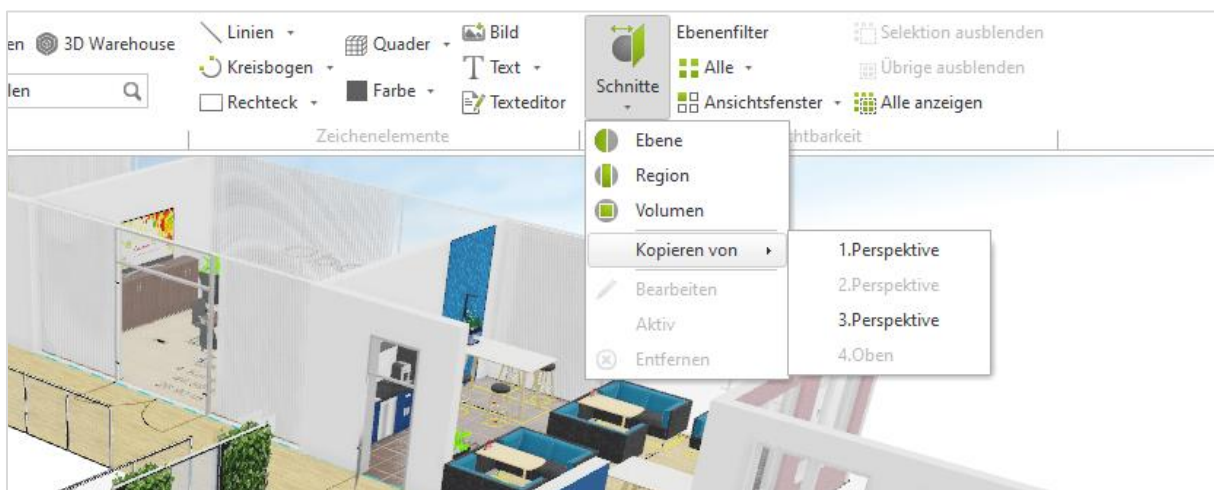 en 3D Warehouse
len
Linien
Kreisbogen
Rechteck
Quader
Farbe
Bild
Text
Texteditor
Zeichenelemente
Schnitte
Ebenenfilter
Alle
Ansichtsfenster
Selektion ausblenden
Übrige ausblenden
Alle anzeigen
chtbarkeit
Ebene
Region
Volumen
Kopieren von
Bearbeiten
Aktiv
Entfernen
1.Perspektive
2.Perspektive
3.Perspektive
4.Oben